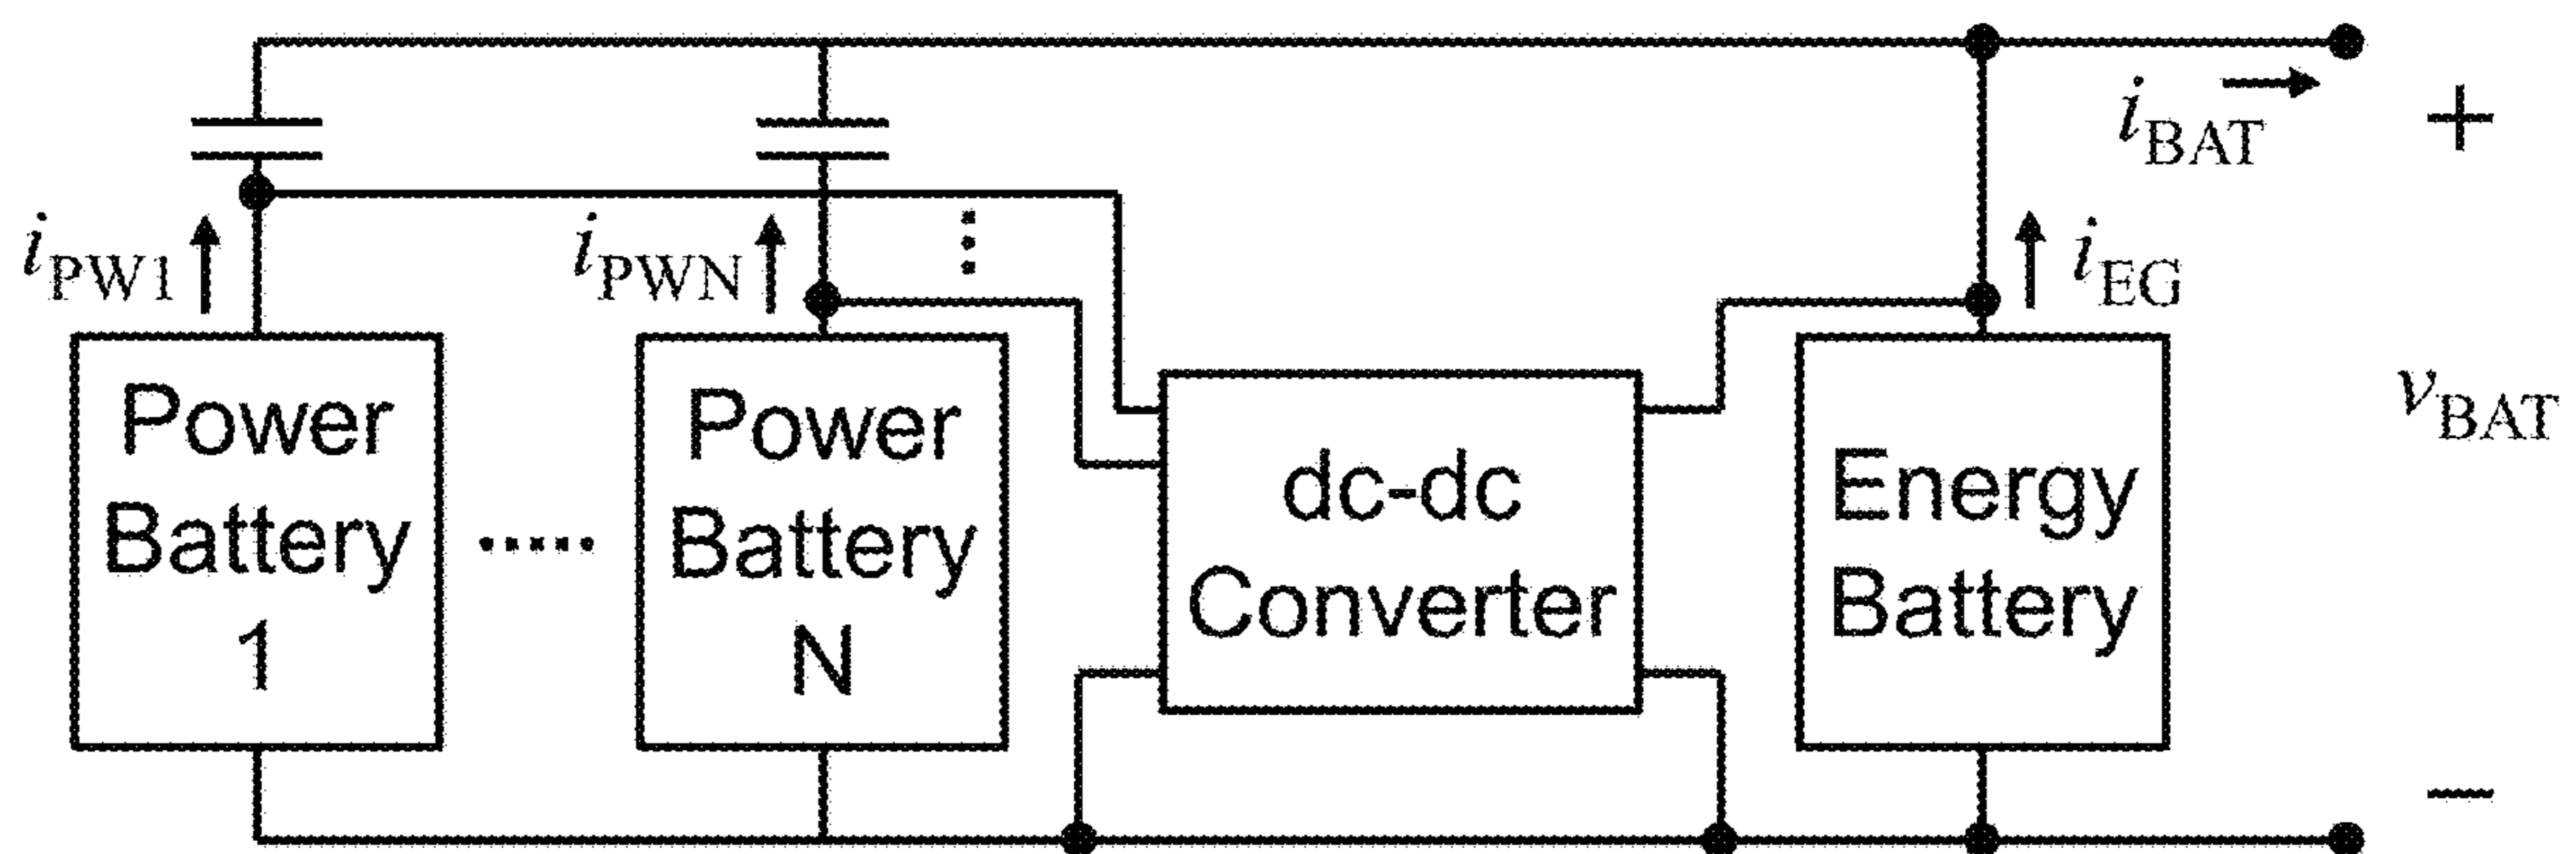 i_BAT
+
i_PW1
i_PWN
i_EG
Power
Battery
1
.....
Power
Battery
N
dc-dc
Converter
Energy
Battery
v_BAT
−